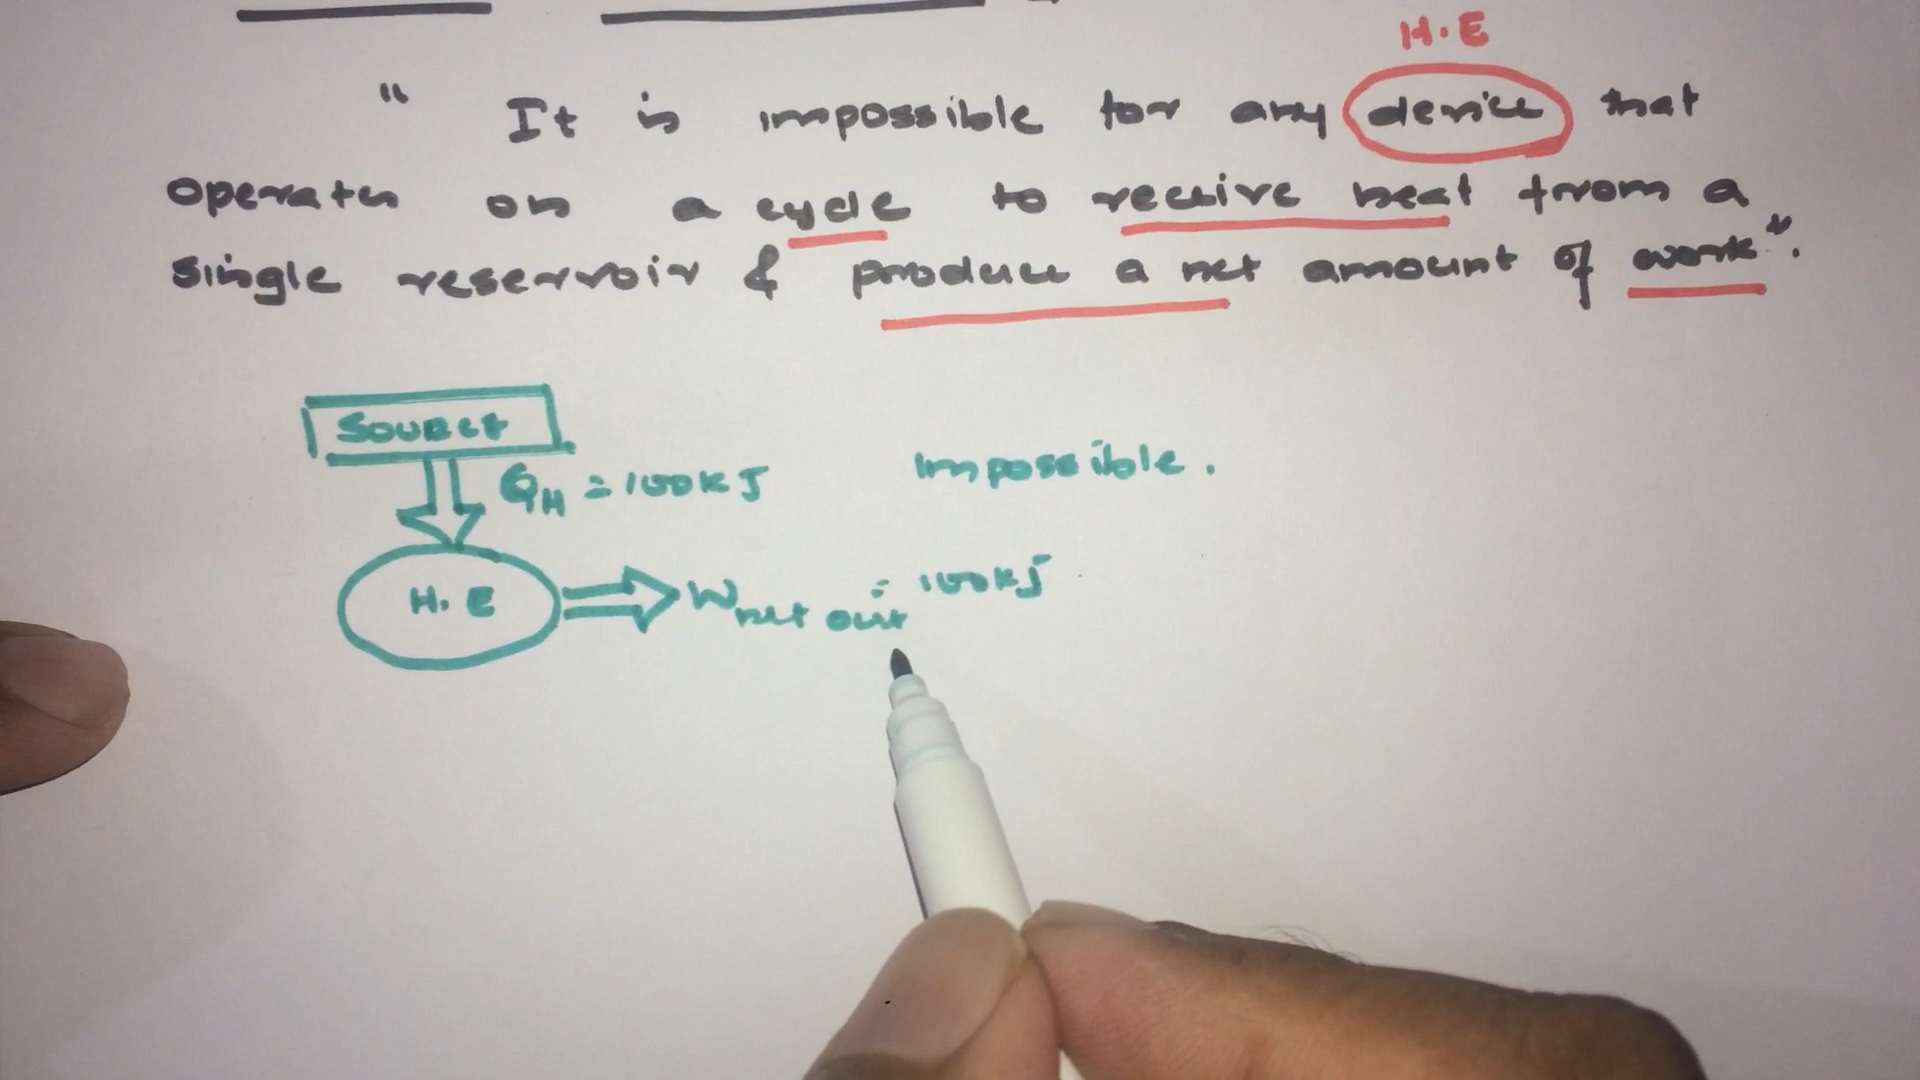 H.E
" It is impossible for any device that
operates on a cycle to receive heat from a
single reservoir & produce a net amount of work".
SOURCE
QH = 100KJ
Impossible.
H.E
Wnet out = 100KJ